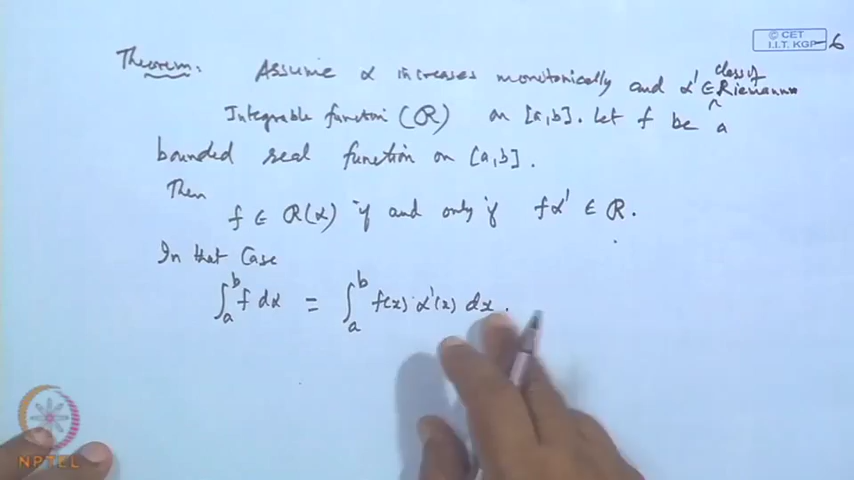 © CET
I.I.T. KGP
-6
Theorem. Assume α increases monotonically and α' ∈ class of Riemann
Integrable function (R) on [a,b]. Let f be a
bounded real function on [a,b].
Then
f ∈ R(α) if and only if fα' ∈ R.
In that Case
∫_a^b f dα = ∫_a^b f(x) α'(x) dx.
NPTEL